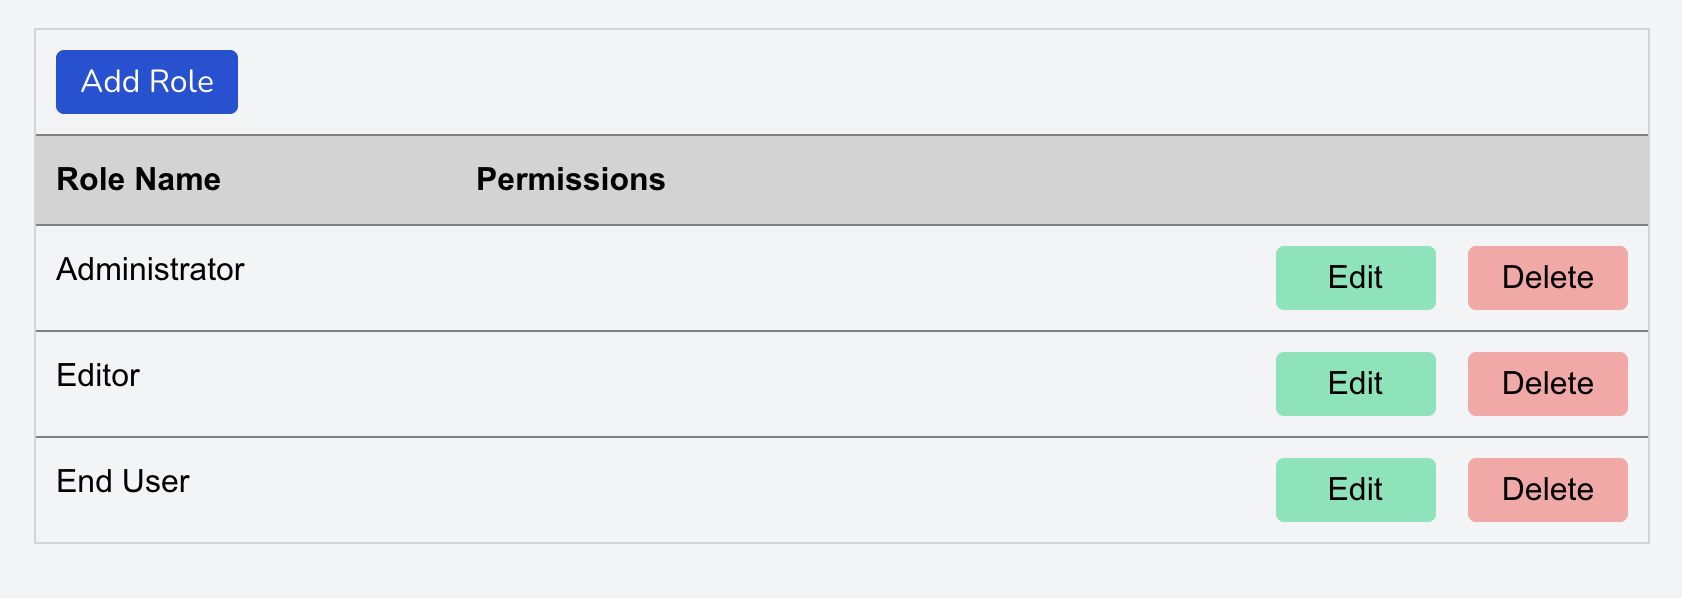 Add Role
Role Name Permissions
Administrator Edit Delete
Editor Edit Delete
End User Edit Delete